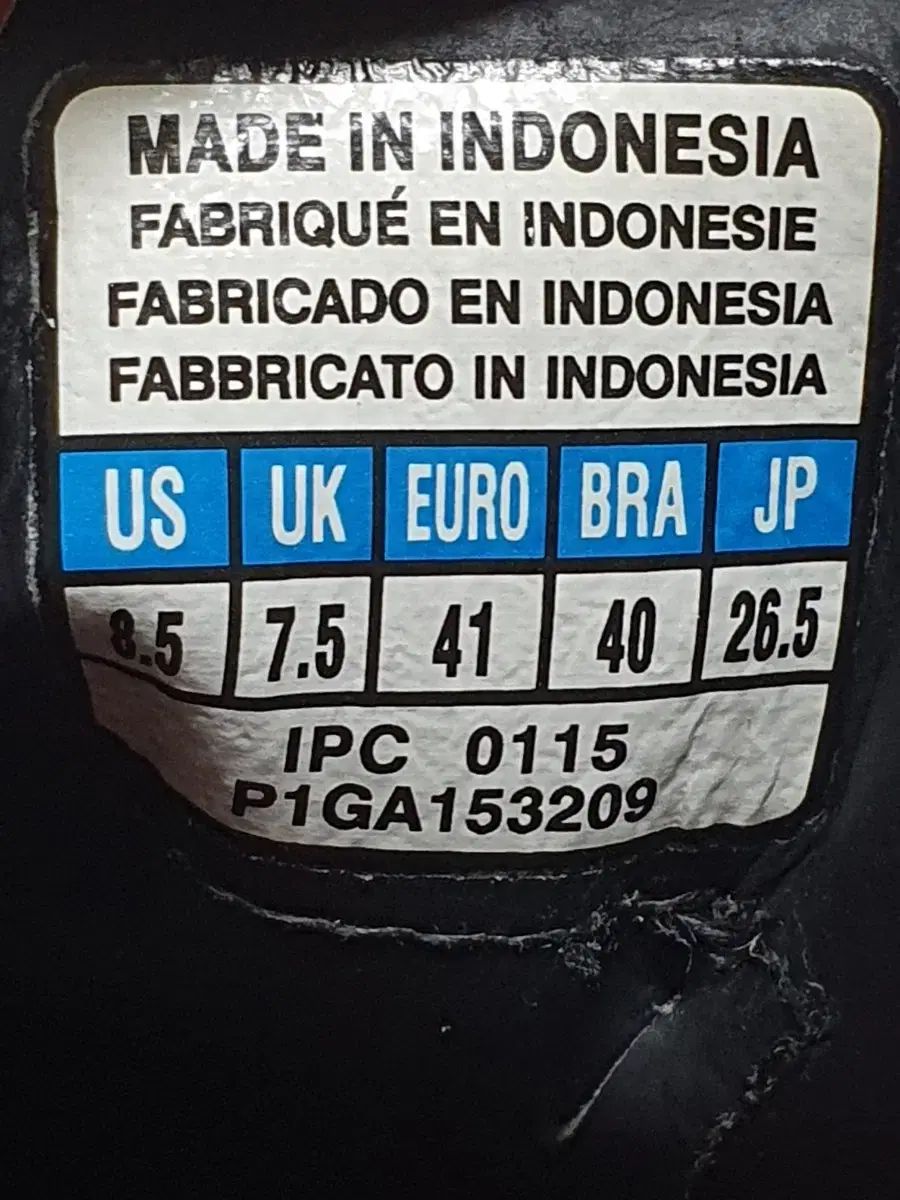 MADE IN INDONESIA
FABRIQUÉ EN INDONESIE
FABRICADO EN INDONESIA
FABBRICATO IN INDONESIA
US UK EURO BRA JP
8.5 7.5 41 40 26.5
IPC 0115
P1GA153209